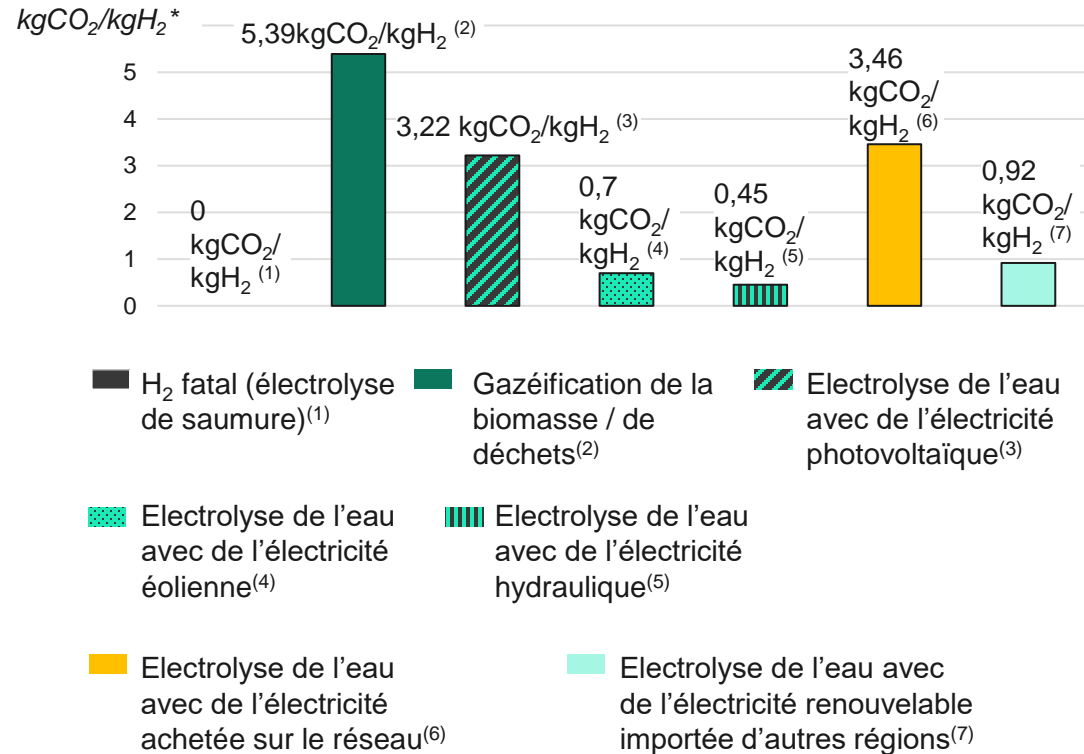 kgCO₂/kgH₂*
5,39kgCO₂/kgH₂ ⁽²⁾
5
4
3
2
1
0
0
kgCO₂/
kgH₂ ⁽¹⁾
3,22 kgCO₂/kgH₂ ⁽³⁾
0,7
kgCO₂/
kgH₂ ⁽⁴⁾
0,45
kgCO₂/
kgH₂ ⁽⁵⁾
3,46
kgCO₂/
kgH₂ ⁽⁶⁾
0,92
kgCO₂/
kgH₂ ⁽⁷⁾
H₂ fatal (électrolyse
de saumure)⁽¹⁾
Gazéification de la
biomasse / de
déchets⁽²⁾
Electrolyse de l’eau
avec de l’électricité
photovoltaïque⁽³⁾
Electrolyse de l’eau
avec de l’électricité
éolienne⁽⁴⁾
Electrolyse de l’eau
avec de l’électricité
hydraulique⁽⁵⁾
Electrolyse de l’eau
avec de l’électricité
achetée sur le réseau⁽⁶⁾
Electrolyse de l’eau avec
de l’électricité renouvelable
importée d'autres régions⁽⁷⁾